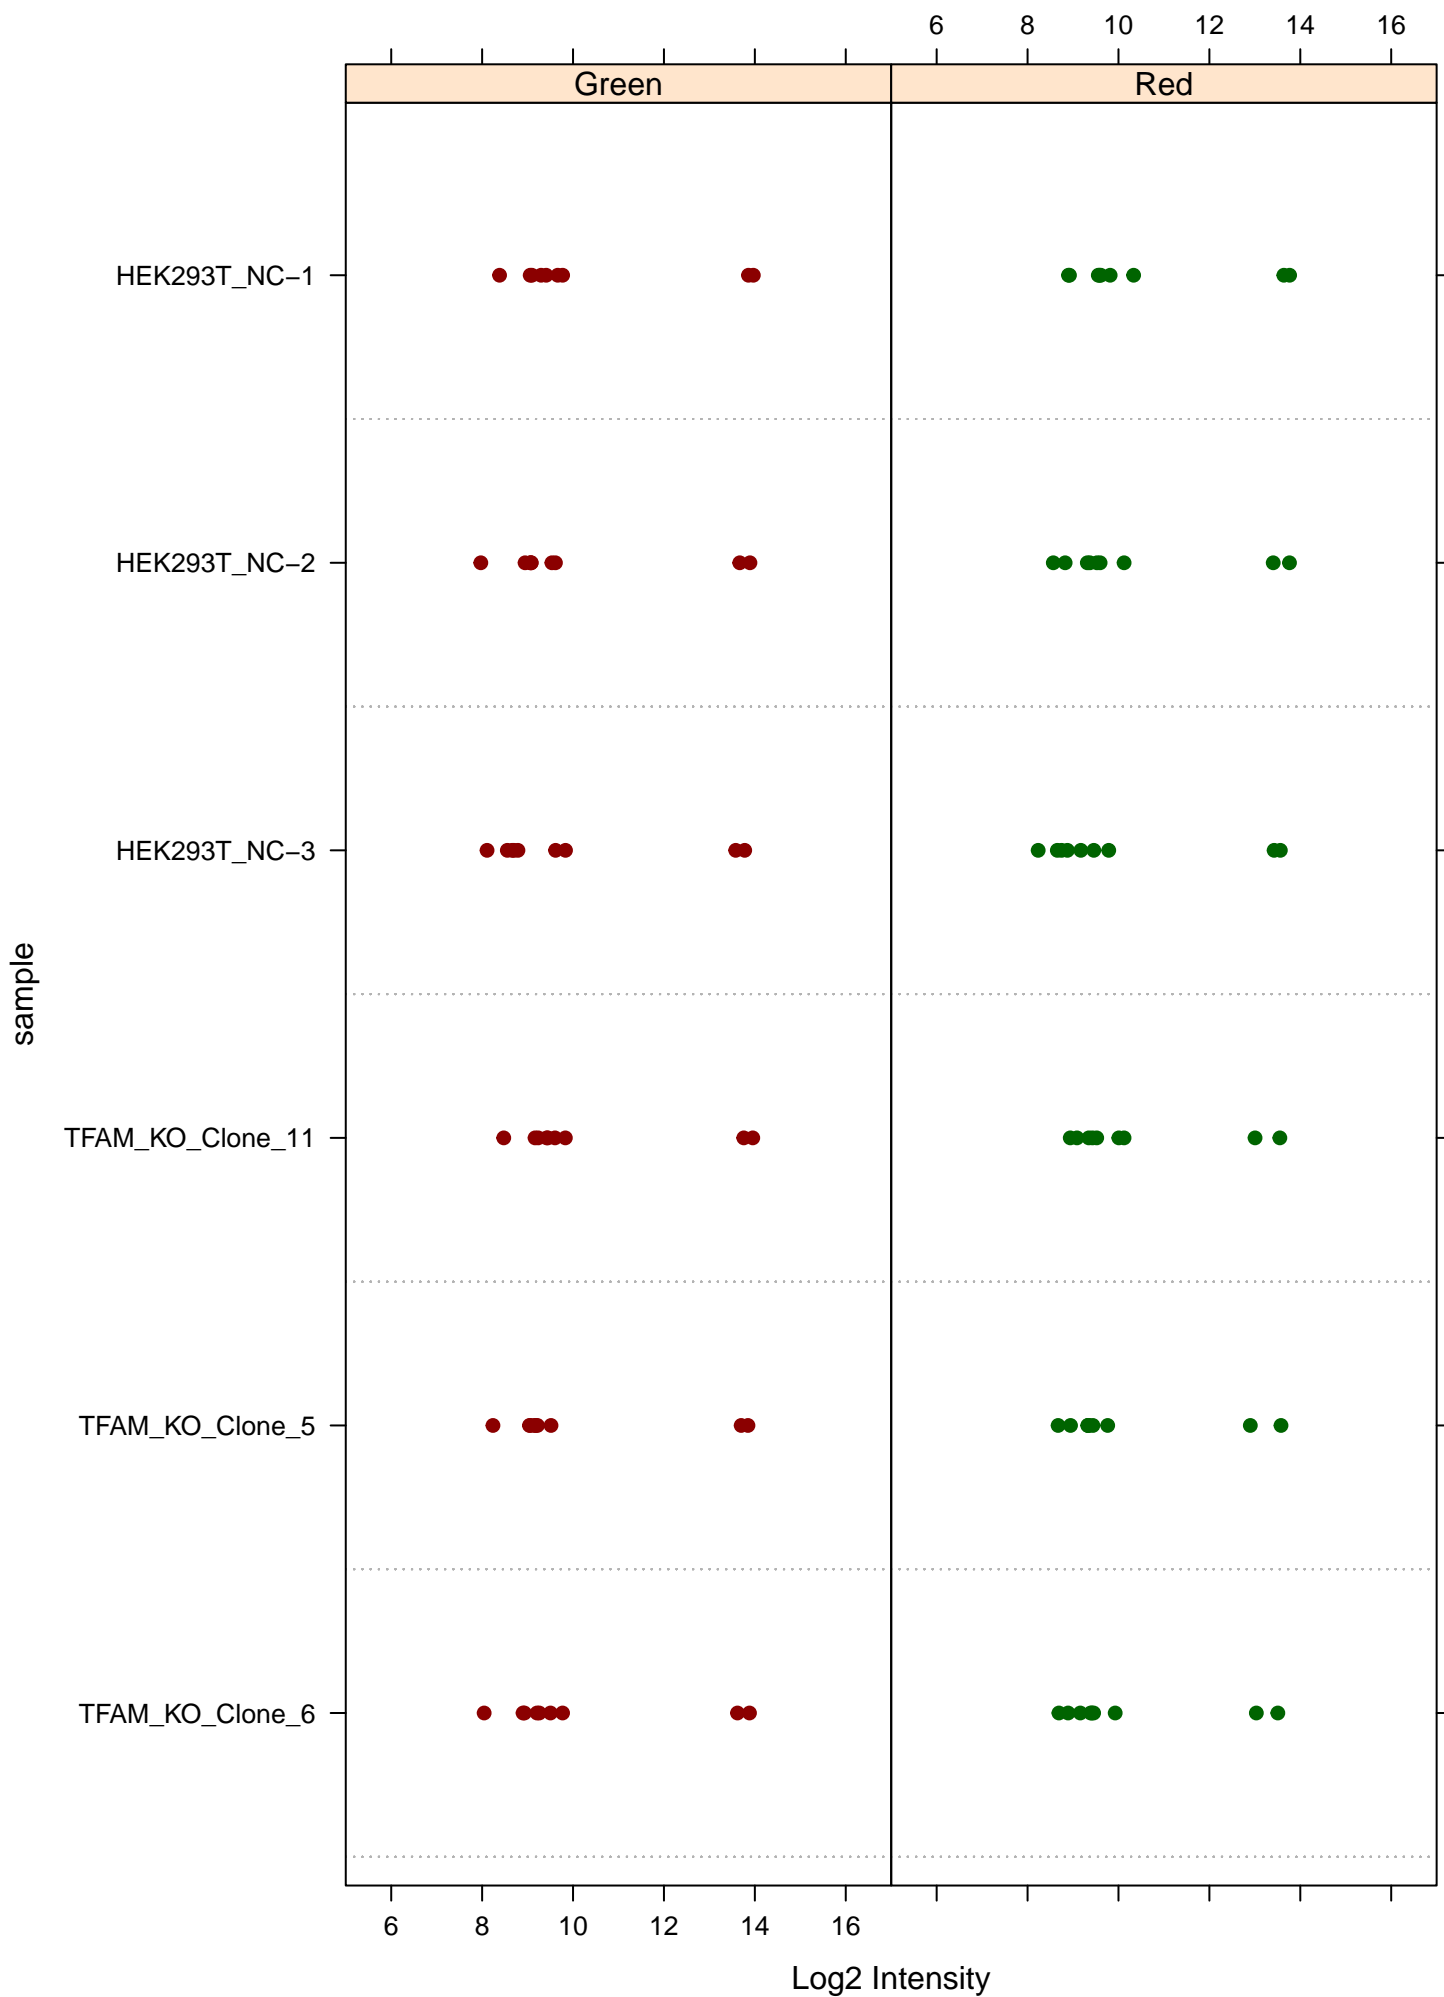 6 8 10 12 14 16
Green Red
HEK293T_NC−1
HEK293T_NC−2
HEK293T_NC−3
sample
TFAM_KO_Clone_11
TFAM_KO_Clone_5
TFAM_KO_Clone_6
6 8 10 12 14 16
Log2 Intensity